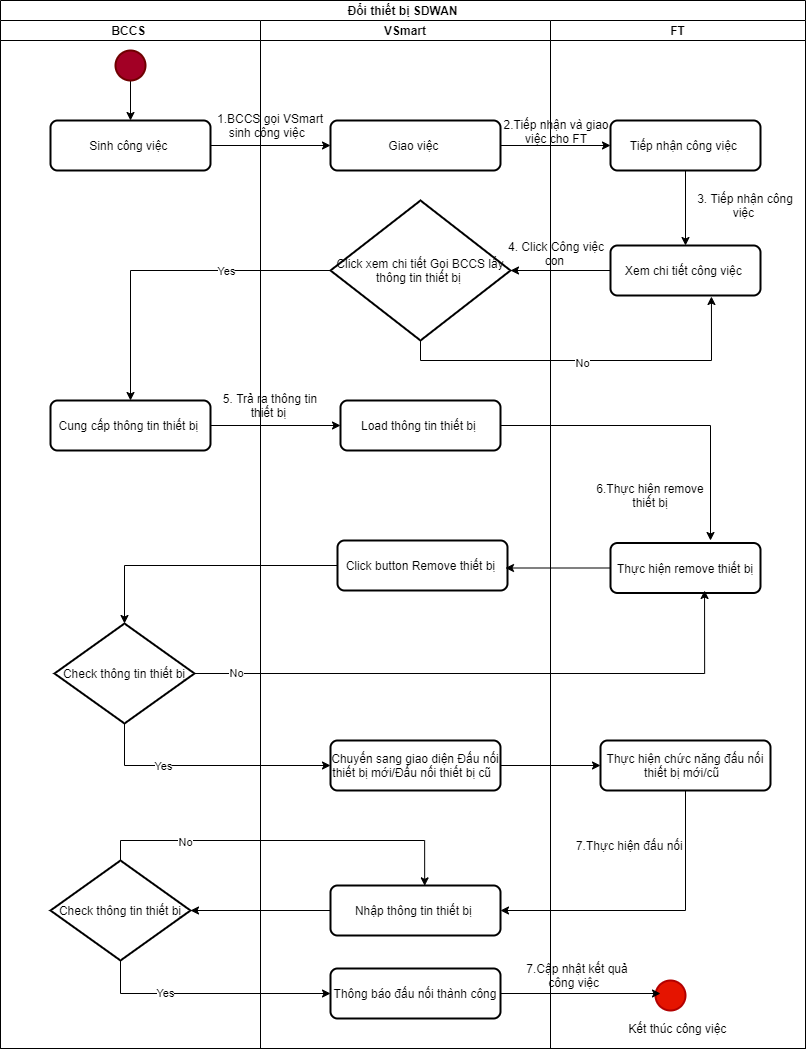 Đổi thiết bị SDWAN
BCCS
VSmart
FT
1.BCCS gọi VSmart
sinh công việc
2.Tiếp nhận và giao
việc cho FT
Sinh công việc
Giao việc
Tiếp nhận công việc
3. Tiếp nhận công
việc
4. Click Công việc
con
Click xem chi tiết Gọi BCCS lấy
thông tin thiết bị
Xem chi tiết công việc
Yes
No
5. Trả ra thông tin
thiết bị
Cung cấp thông tin thiết bị
Load thông tin thiết bị
6.Thực hiện remove
thiết bị
Click button Remove thiết bị
Thực hiện remove thiết bị
Check thông tin thiết bị
No
Yes
Chuyển sang giao diện Đấu nối
thiết bị mới/Đấu nối thiết bị cũ
Thực hiện chức năng đấu nối
thiết bị mới/cũ
No
7.Thực hiện đấu nối
Check thông tin thiết bị
Nhập thông tin thiết bị
Yes
Thông báo đấu nối thành công
7.Cập nhật kết quả
công việc
Kết thúc công việc